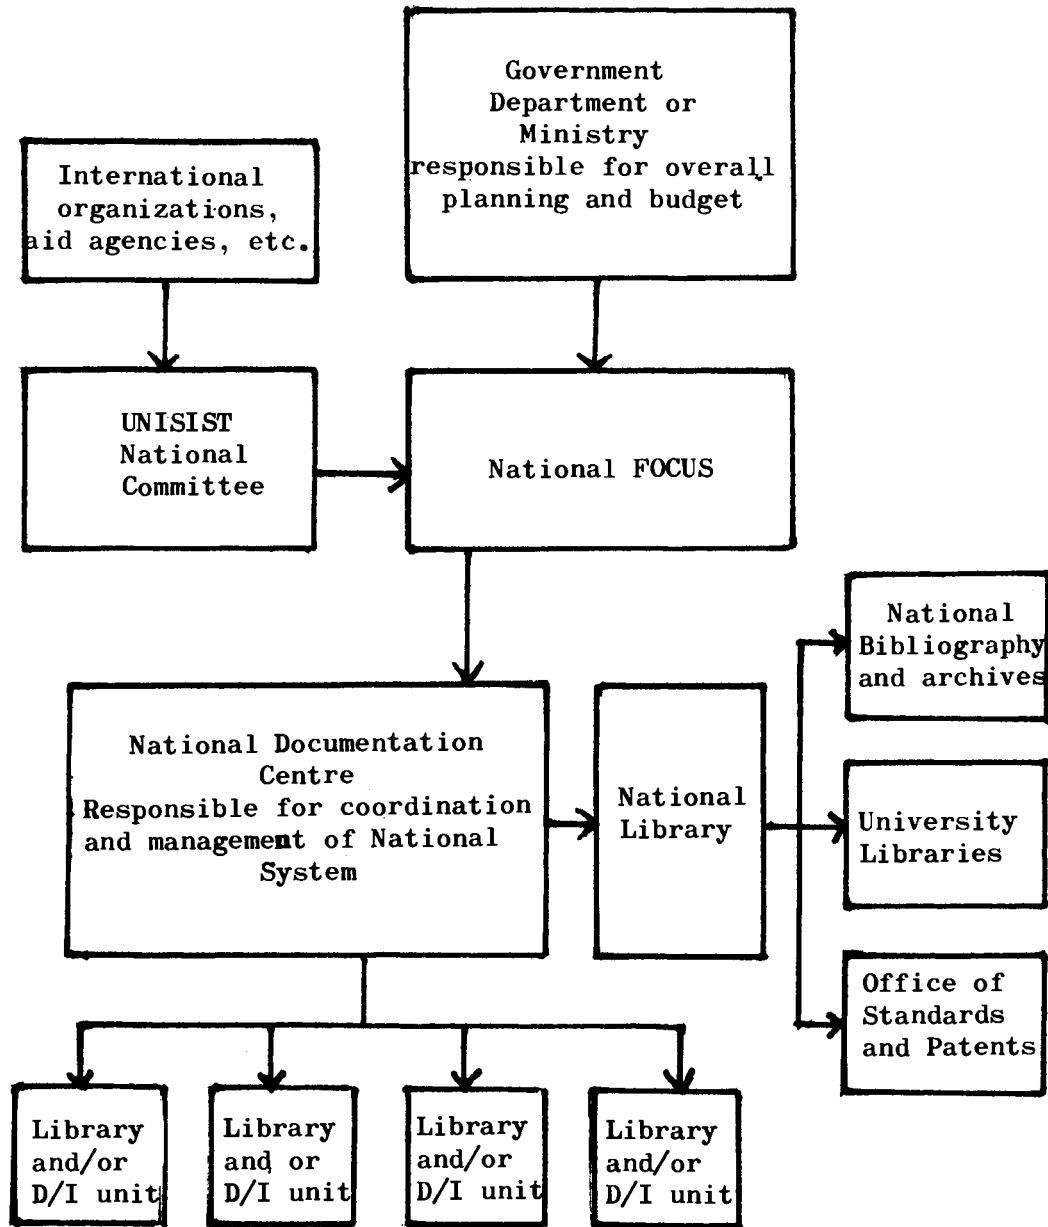 Government
Department or
Ministry
responsible for overall
planning and budget
International
organizations,
aid agencies, etc.
UNISIST
National
Committee
National FOCUS
National Documentation
Centre
Responsible for coordination
and management of National
System
National
Library
National
Bibliography
and archives
University
Libraries
Office of
Standards
and Patents
Library
and/or
D/I unit
Library
and or
D/I unit
Library
and/or
D/I unit
Library
and/or
D/I unit